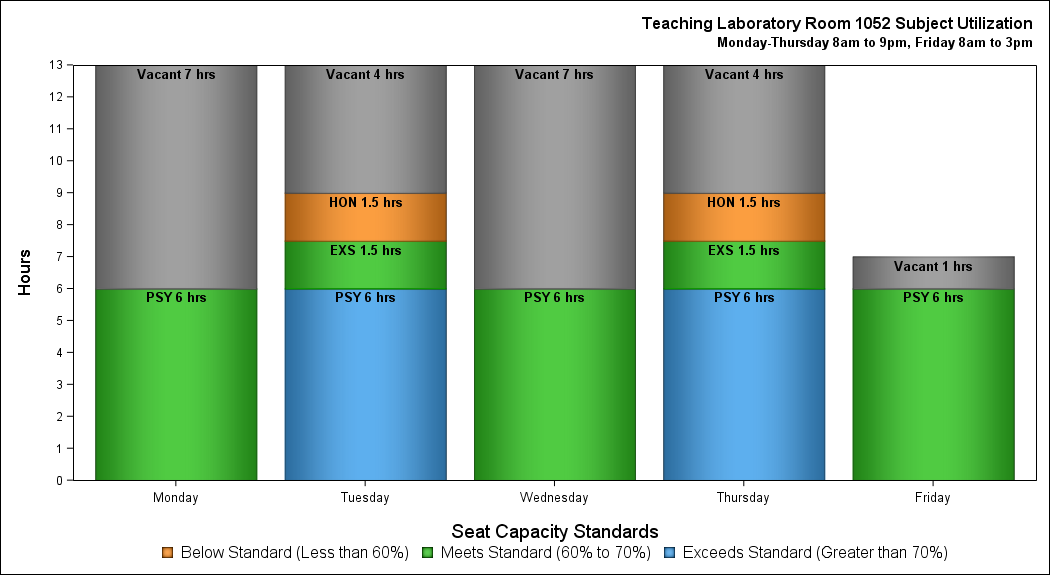 Teaching Laboratory Room 1052 Subject Utilization
Monday-Thursday 8am to 9pm, Friday 8am to 3pm
Hours
13
12
11
10
9
8
7
6
5
4
3
2
1
0
Vacant 7 hrs
PSY 6 hrs
Vacant 4 hrs
HON 1.5 hrs
EXS 1.5 hrs
PSY 6 hrs
Vacant 7 hrs
PSY 6 hrs
Vacant 4 hrs
HON 1.5 hrs
EXS 1.5 hrs
PSY 6 hrs
Vacant 1 hrs
PSY 6 hrs
Monday Tuesday Wednesday Thursday Friday
Seat Capacity Standards
Below Standard (Less than 60%) Meets Standard (60% to 70%) Exceeds Standard (Greater than 70%)